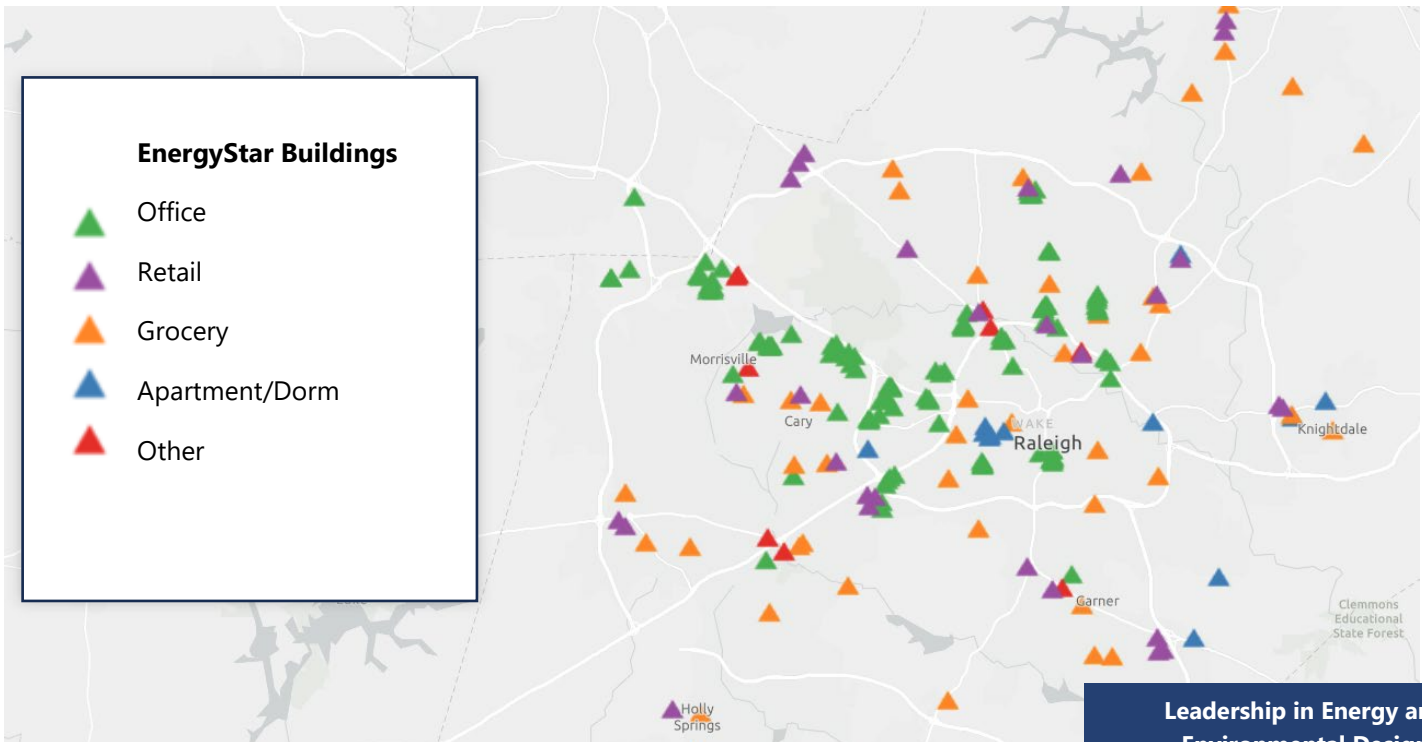 EnergyStar Buildings
Office
Retail
Grocery
Apartment/Dorm
Other
Morrisville
Cary
WAKE
Raleigh
Knightdale
Garner
Clemmons
Educational
State Forest
Holly
Springs
Leadership in Energy